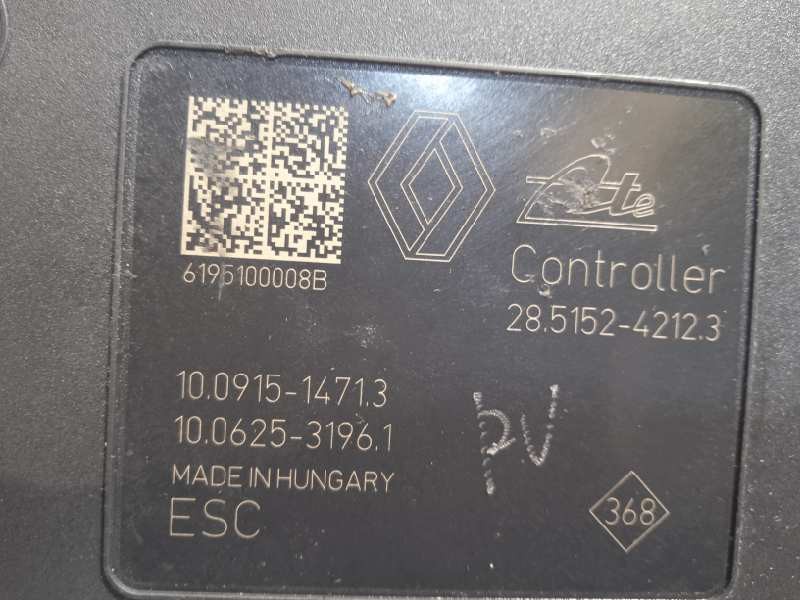 Ate
6195100008B
Controller
28.5152-4212.3
10.0915-1471.3
10.0625-3196.1
MADE IN HUNGARY
ESC
368